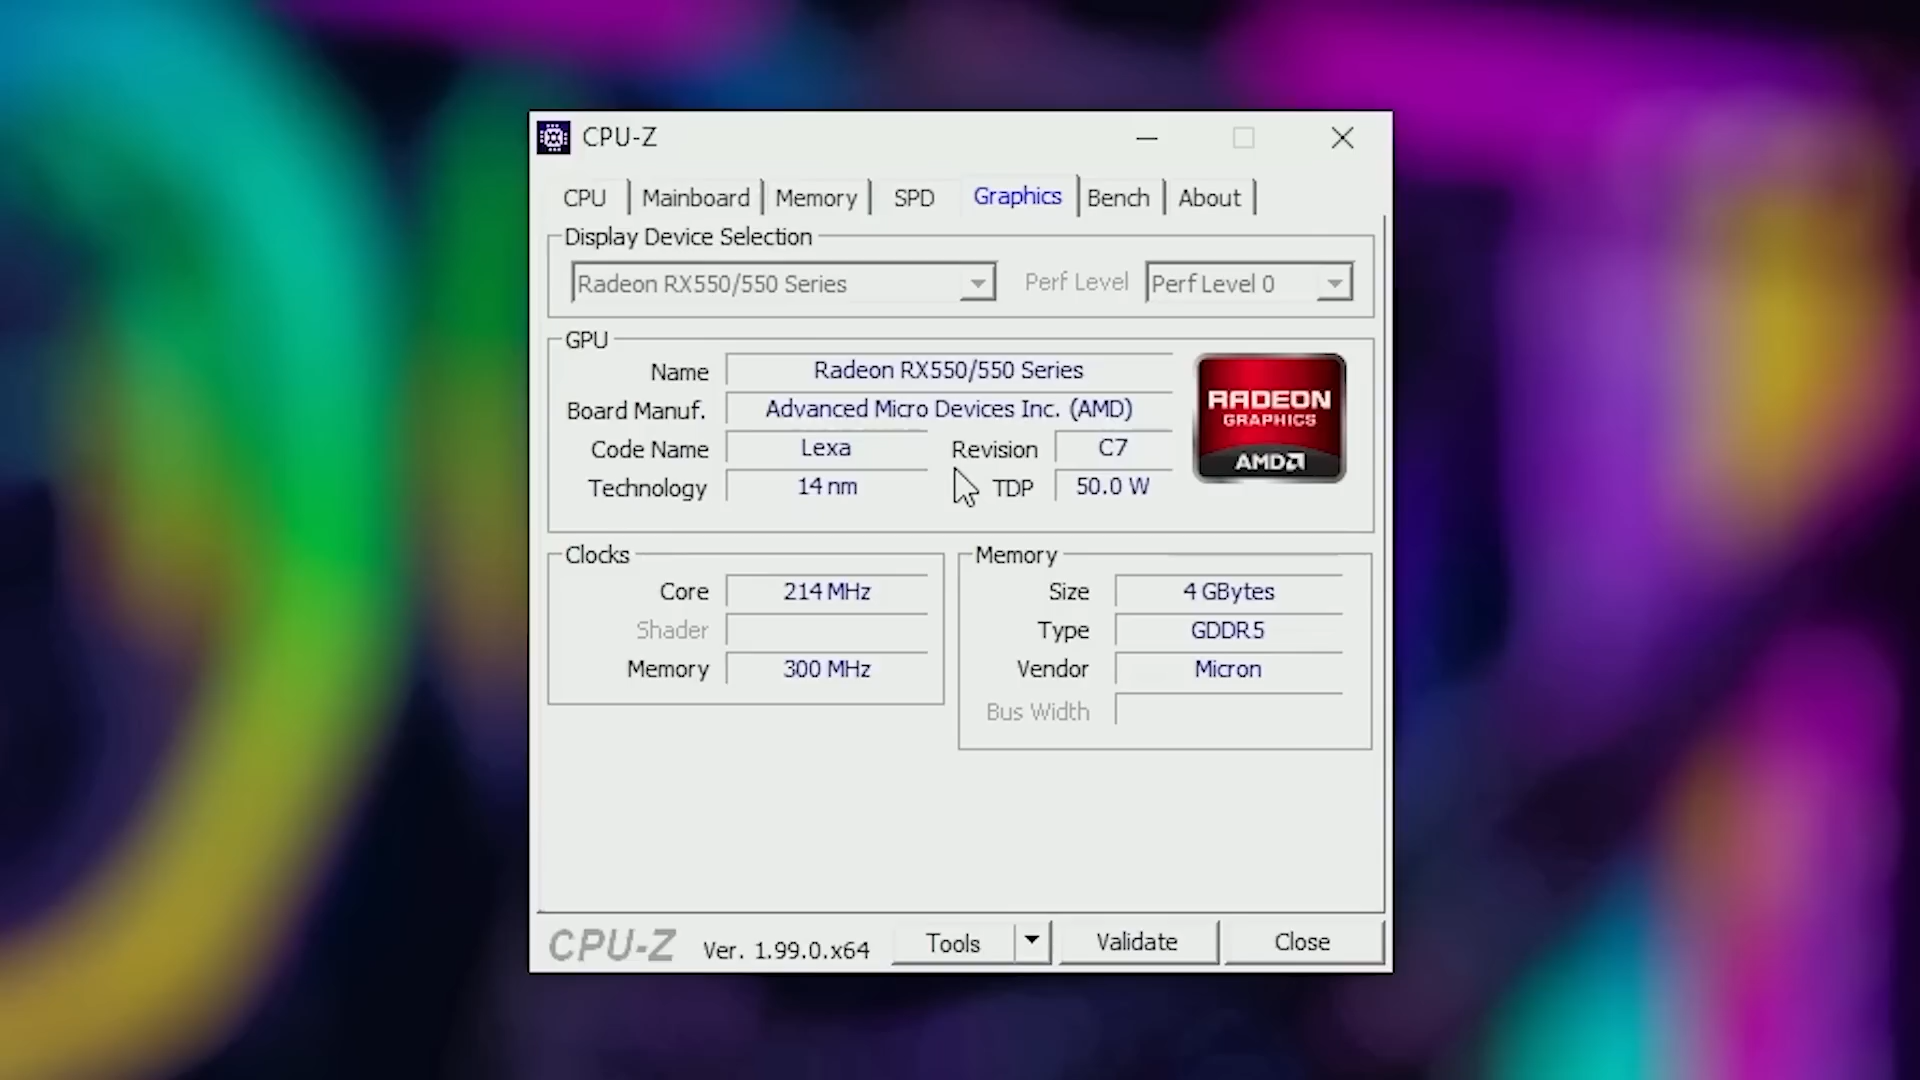 CPU-Z
CPU Mainboard Memory SPD Graphics Bench About
Display Device Selection
Radeon RX550/550 Series Perf Level Perf Level 0
GPU
Name Radeon RX550/550 Series
Board Manuf. Advanced Micro Devices Inc. (AMD)
Code Name Lexa Revision C7
Technology 14 nm TDP 50.0 W
RADEON
GRAPHICS
AMD
Clocks
Core 214 MHz
Shader
Memory 300 MHz
Memory
Size 4 GBytes
Type GDDR5
Vendor Micron
Bus Width
CPU-Z Ver. 1.99.0.x64 Tools Validate Close